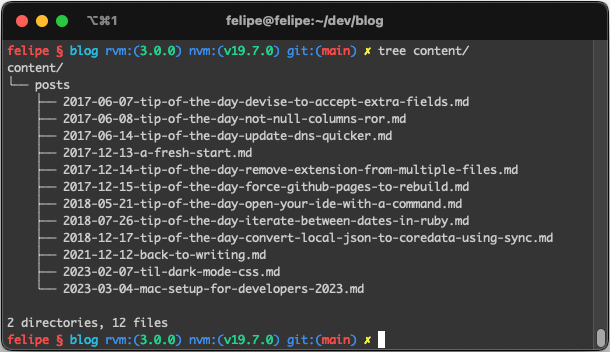 ⌥⌘1
felipe@felipe:~/dev/blog
felipe § blog rvm:(3.0.0) nvm:(v19.7.0) git:(main) ✗ tree content/
content/
└── posts
    ├── 2017-06-07-tip-of-the-day-devise-to-accept-extra-fields.md
    ├── 2017-06-08-tip-of-the-day-not-null-columns-ror.md
    ├── 2017-06-14-tip-of-the-day-update-dns-quicker.md
    ├── 2017-12-13-a-fresh-start.md
    ├── 2017-12-14-tip-of-the-day-remove-extension-from-multiple-files.md
    ├── 2017-12-15-tip-of-the-day-force-github-pages-to-rebuild.md
    ├── 2018-05-21-tip-of-the-day-open-your-ide-with-a-command.md
    ├── 2018-07-26-tip-of-the-day-iterate-between-dates-in-ruby.md
    ├── 2018-12-17-tip-of-the-day-convert-local-json-to-coredata-using-sync.md
    ├── 2021-12-12-back-to-writing.md
    ├── 2023-02-07-til-dark-mode-css.md
    └── 2023-03-04-mac-setup-for-developers-2023.md
2 directories, 12 files
felipe § blog rvm:(3.0.0) nvm:(v19.7.0) git:(main) ✗